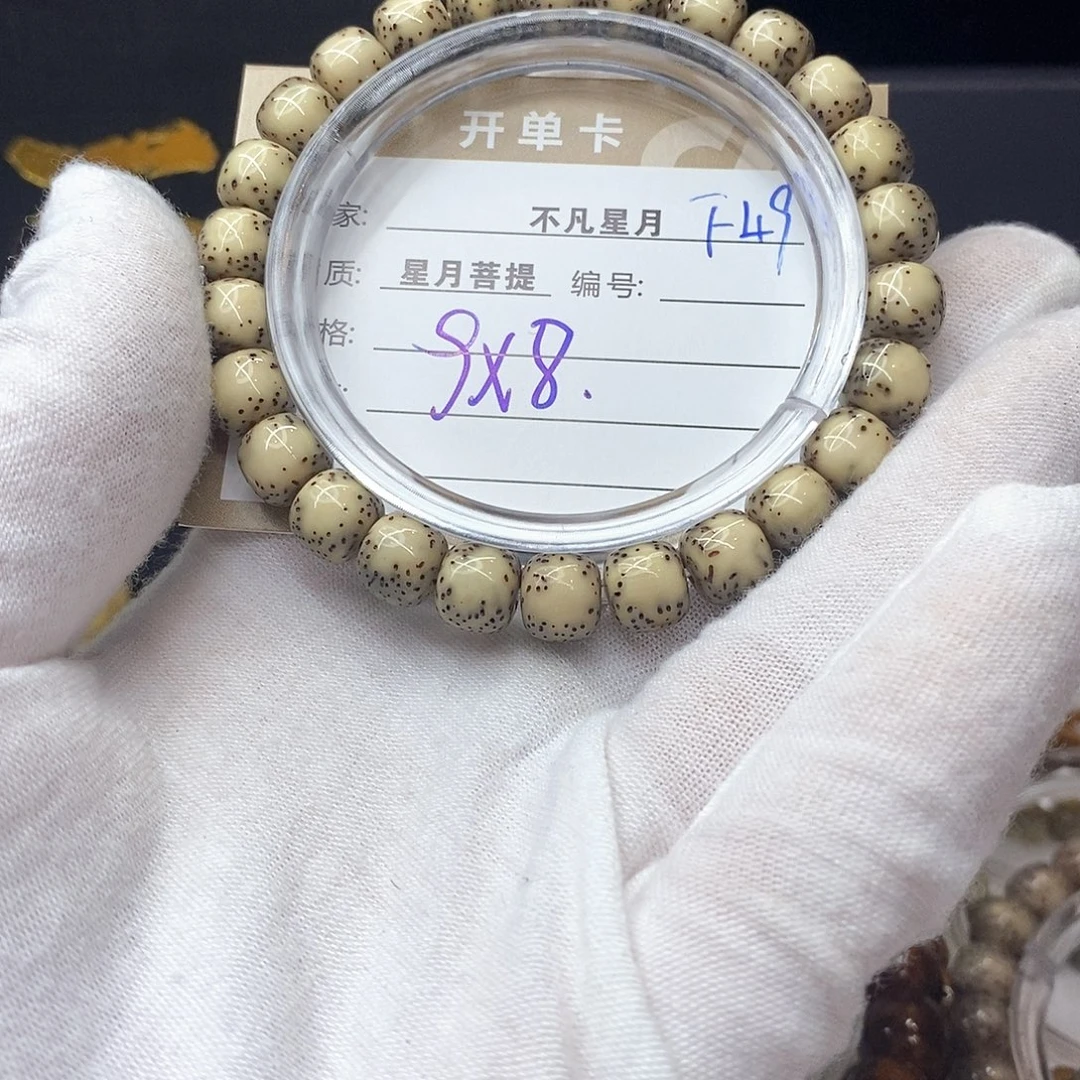 开单卡
家: 不凡星月 F49
质: 星月菩提 编号:
格: 9x8.